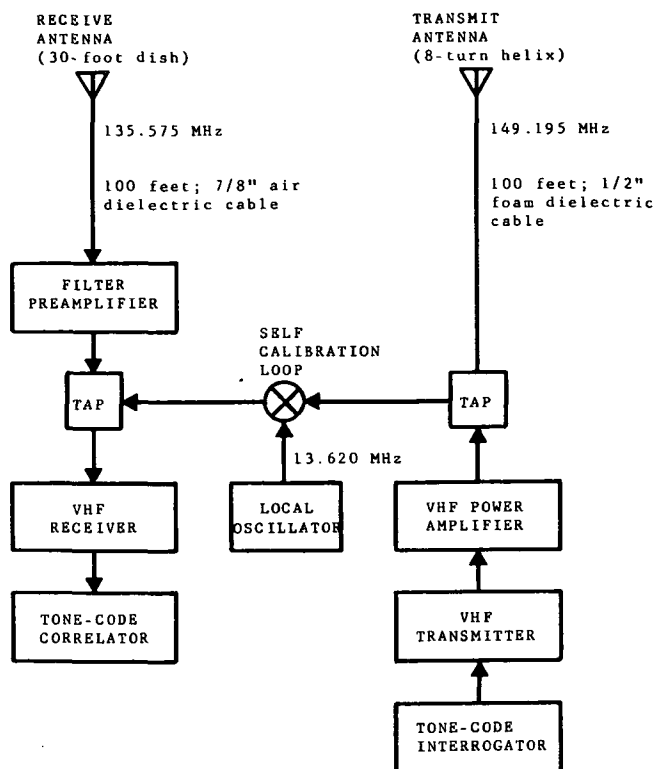 RECEIVE
ANTENNA
(30-foot dish)
TRANSMIT
ANTENNA
(8-turn helix)
135.575 MHz
149.195 MHz
100 feet; 7/8" air
dielectric cable
100 feet; 1/2"
foam dielectric
cable
FILTER
PREAMPLIFIER
SELF
CALIBRATION
LOOP
TAP
TAP
13.620 MHz
VHF
RECEIVER
LOCAL
OSCILLATOR
VHF POWER
AMPLIFIER
TONE-CODE
CORRELATOR
VHF
TRANSMITTER
TONE-CODE
INTERROGATOR